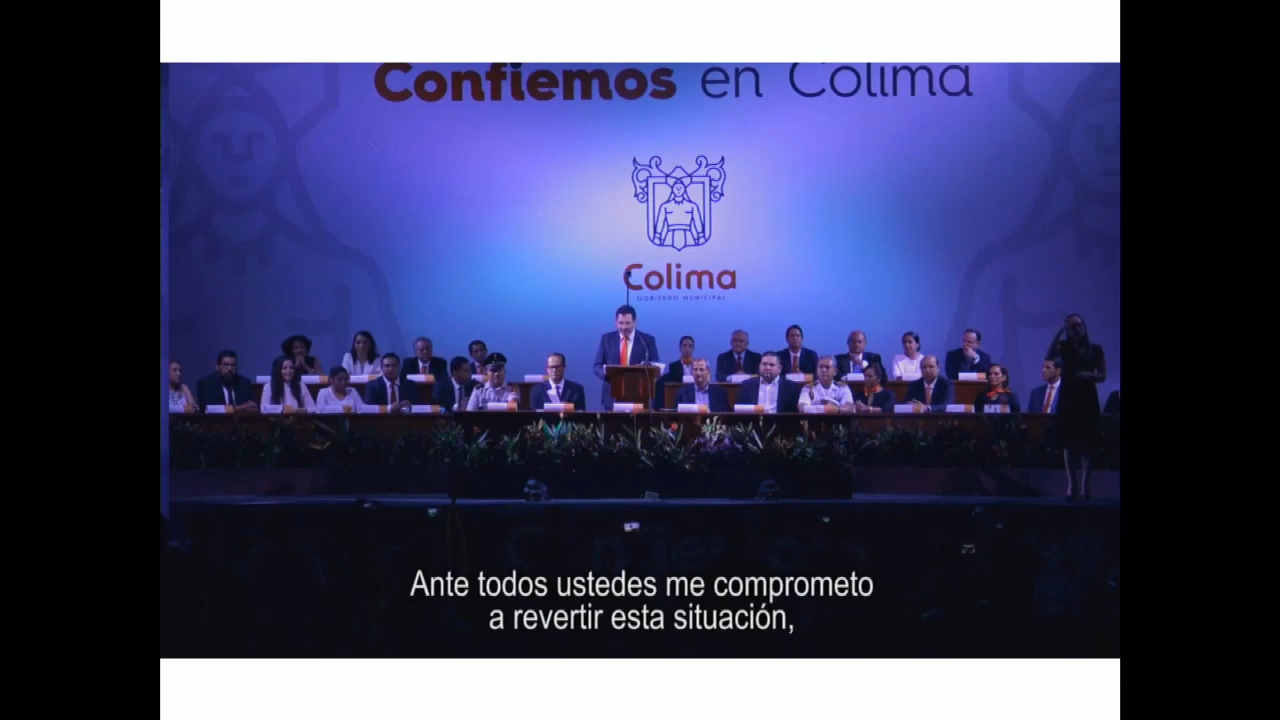 Confiemos en Colima
Colima
GOBIERNO MUNICIPAL
Ante todos ustedes me comprometo
a revertir esta situación,